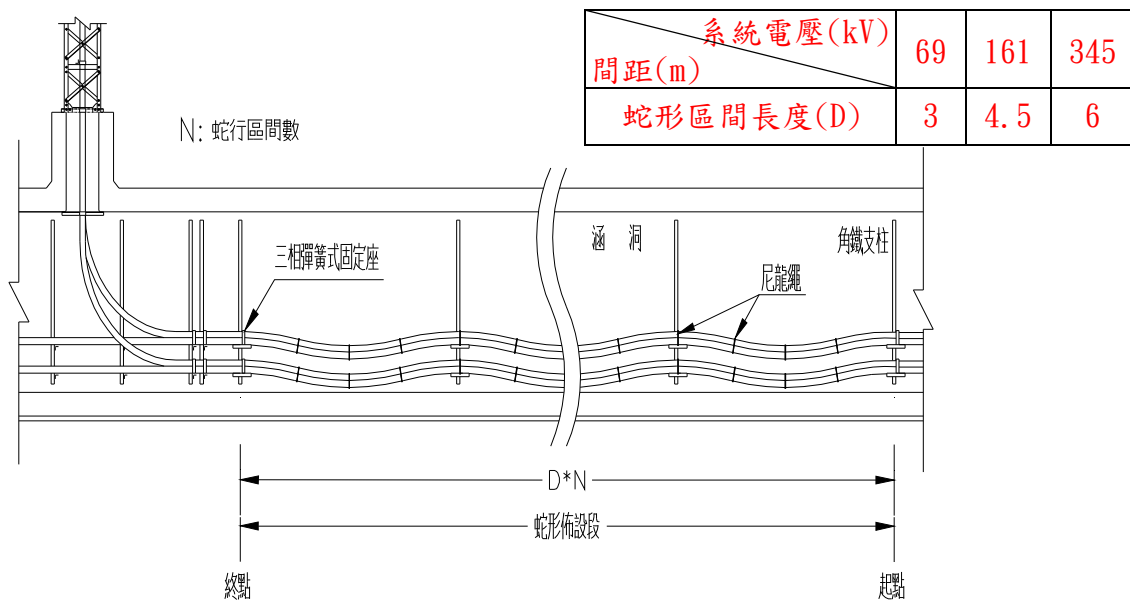 系統電壓(kV) 69 161 345
間距(m)
蛇形區間長度(D) 3 4.5 6
N: 蛇行區間數
涵 洞
角鐵支柱
三相彈簧式固定座
尼龍繩
D*N
蛇形佈設段
終點
起點